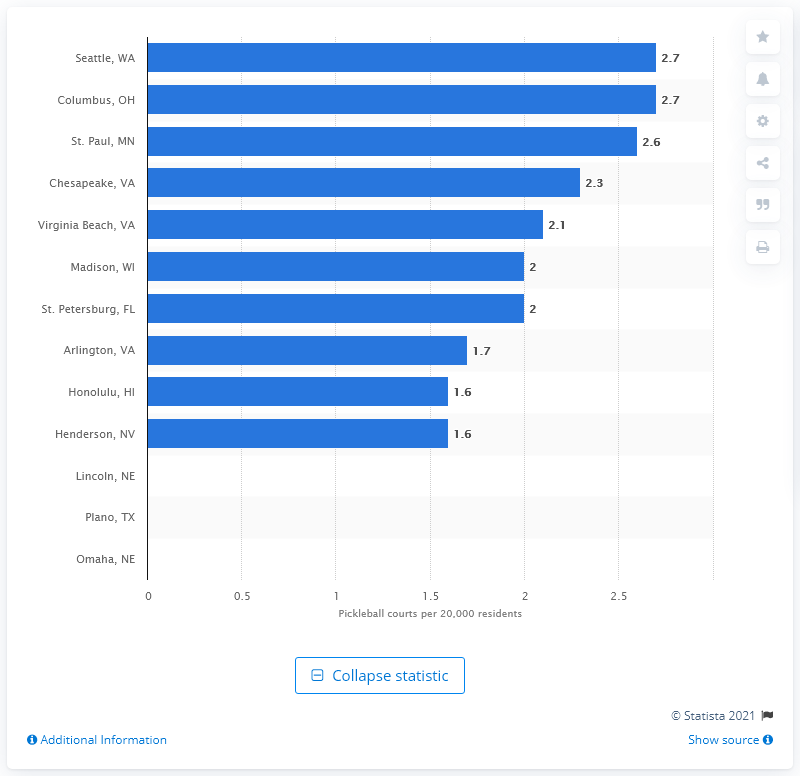 Seattle, WA 2.7
Columbus, OH 2.7
St. Paul, MN 2.6
Chesapeake, VA 2.3
Virginia Beach, VA 2.1
Madison, WI 2
St. Petersburg, FL 2
Arlington, VA 1.7
Honolulu, HI 1.6
Henderson, NV 1.6
Lincoln, NE
Plano, TX
Omaha, NE
0 0.5 1 1.5 2 2.5
Pickleball courts per 20,000 residents
Collapse statistic
© Statista 2021
Additional Information
Show source